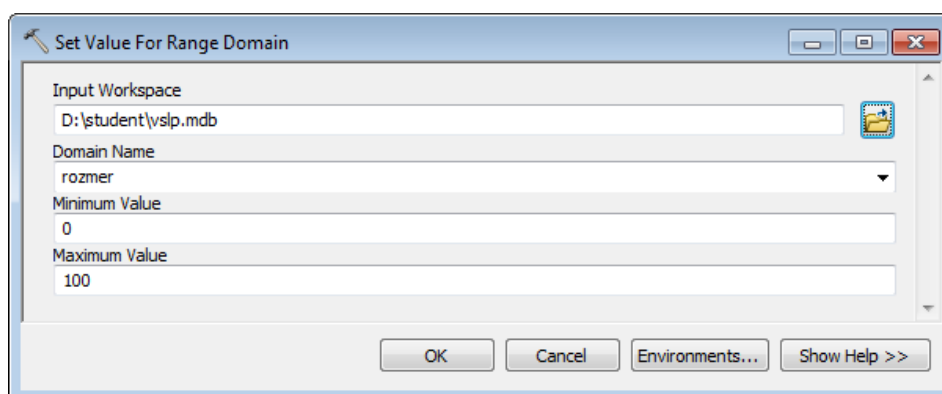 Set Value For Range Domain
Input Workspace
D:\student\vslp.mdb
Domain Name
rozmer
Minimum Value
0
Maximum Value
100
OK Cancel Environments... Show Help >>